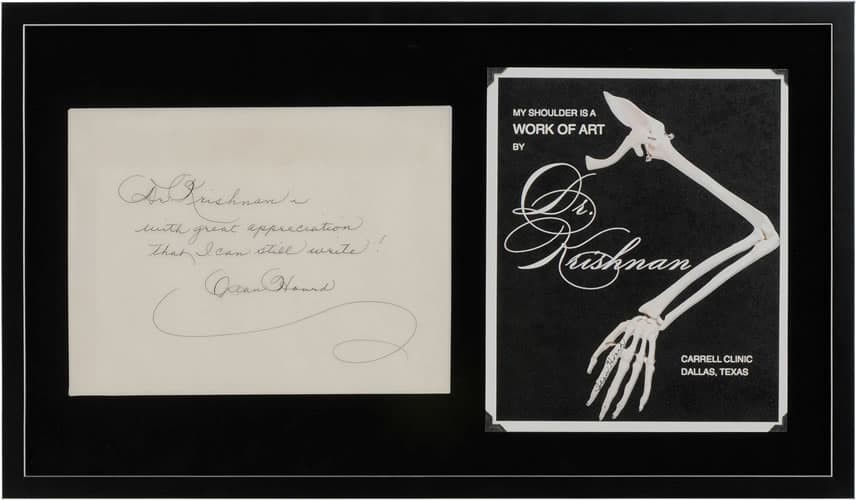 Dr Krishnan ~
with great appreciation
that I can still write!
MY SHOULDER IS A
WORK OF ART
BY
Dr.
Krishnan
CARRELL CLINIC
DALLAS, TEXAS